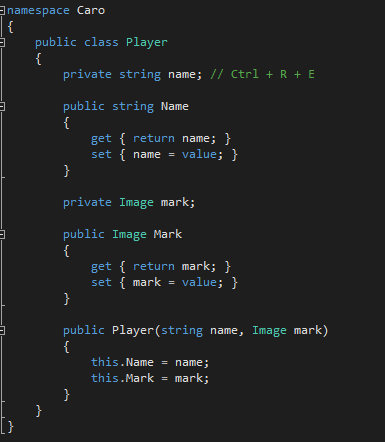 namespace Caro
{
    public class Player
    {
        private string name; // Ctrl + R + E

        public string Name
        {
            get { return name; }
            set { name = value; }
        }

        private Image mark;

        public Image Mark
        {
            get { return mark; }
            set { mark = value; }
        }

        public Player(string name, Image mark)
        {
            this.Name = name;
            this.Mark = mark;
        }
    }
}